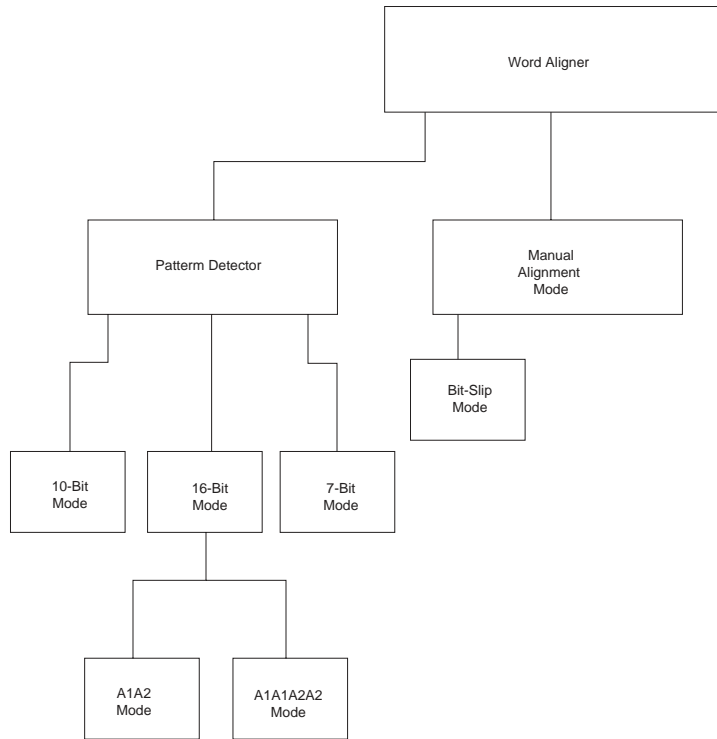 Word Aligner
Patterm Detector
Manual
Alignment
Mode
Bit-Slip
Mode
10-Bit
Mode
16-Bit
Mode
7-Bit
Mode
A1A2
Mode
A1A1A2A2
Mode